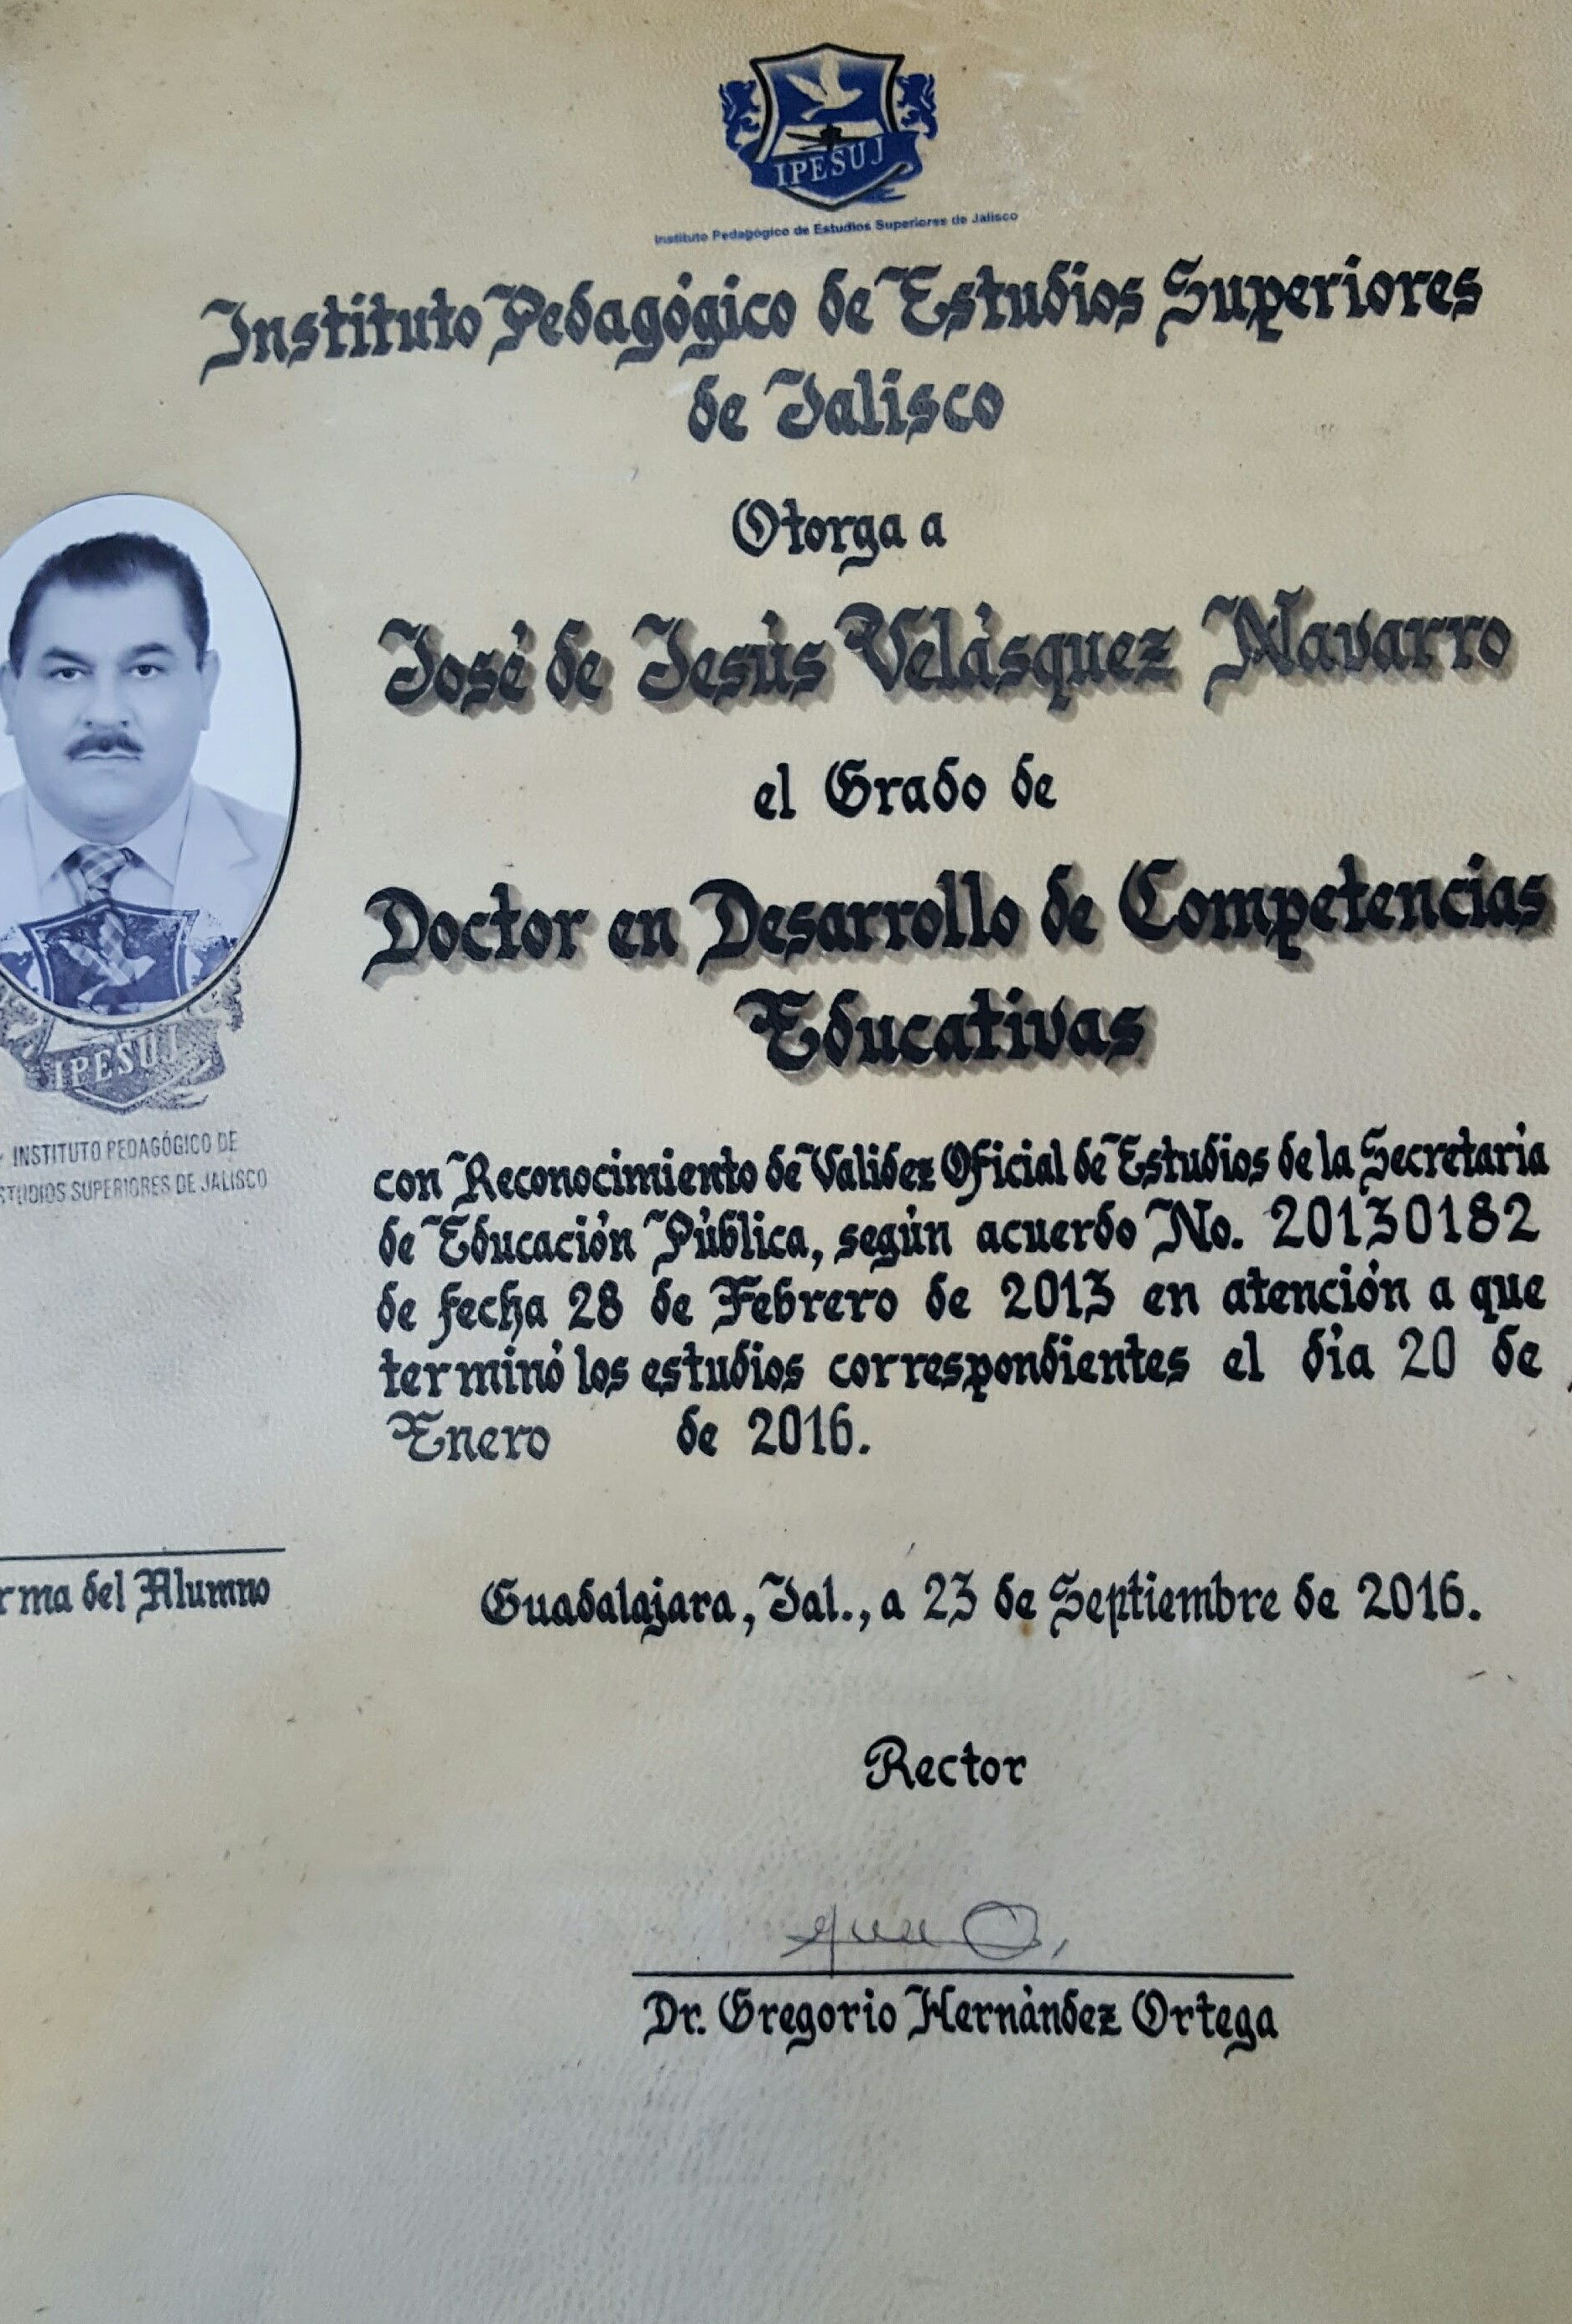 IPESUJ
Instituto Pedagógico de Estudios Superiores de Jalisco
Instituto Pedagógico de Estudios Superiores
de Jalisco
Otorga a
José de Jesús Velásquez Navarro
el Grado de
Doctor en Desarrollo de Competencias
Educativas
IPESUJ
INSTITUTO PEDAGÓGICO DE
STUDIOS SUPERIORES DE JALISCO
con Reconocimiento de Validez Oficial de Estudios de la Secretaría
de Educación Pública, según acuerdo No. 20130182
de fecha 28 de Febrero de 2013 en atención a que
terminó los estudios correspondientes el día 20 de
Enero de 2016.
rma del Alumno
Guadalajara, Jal., a 23 de Septiembre de 2016.
Rector
Dr. Gregorio Hernández Ortega